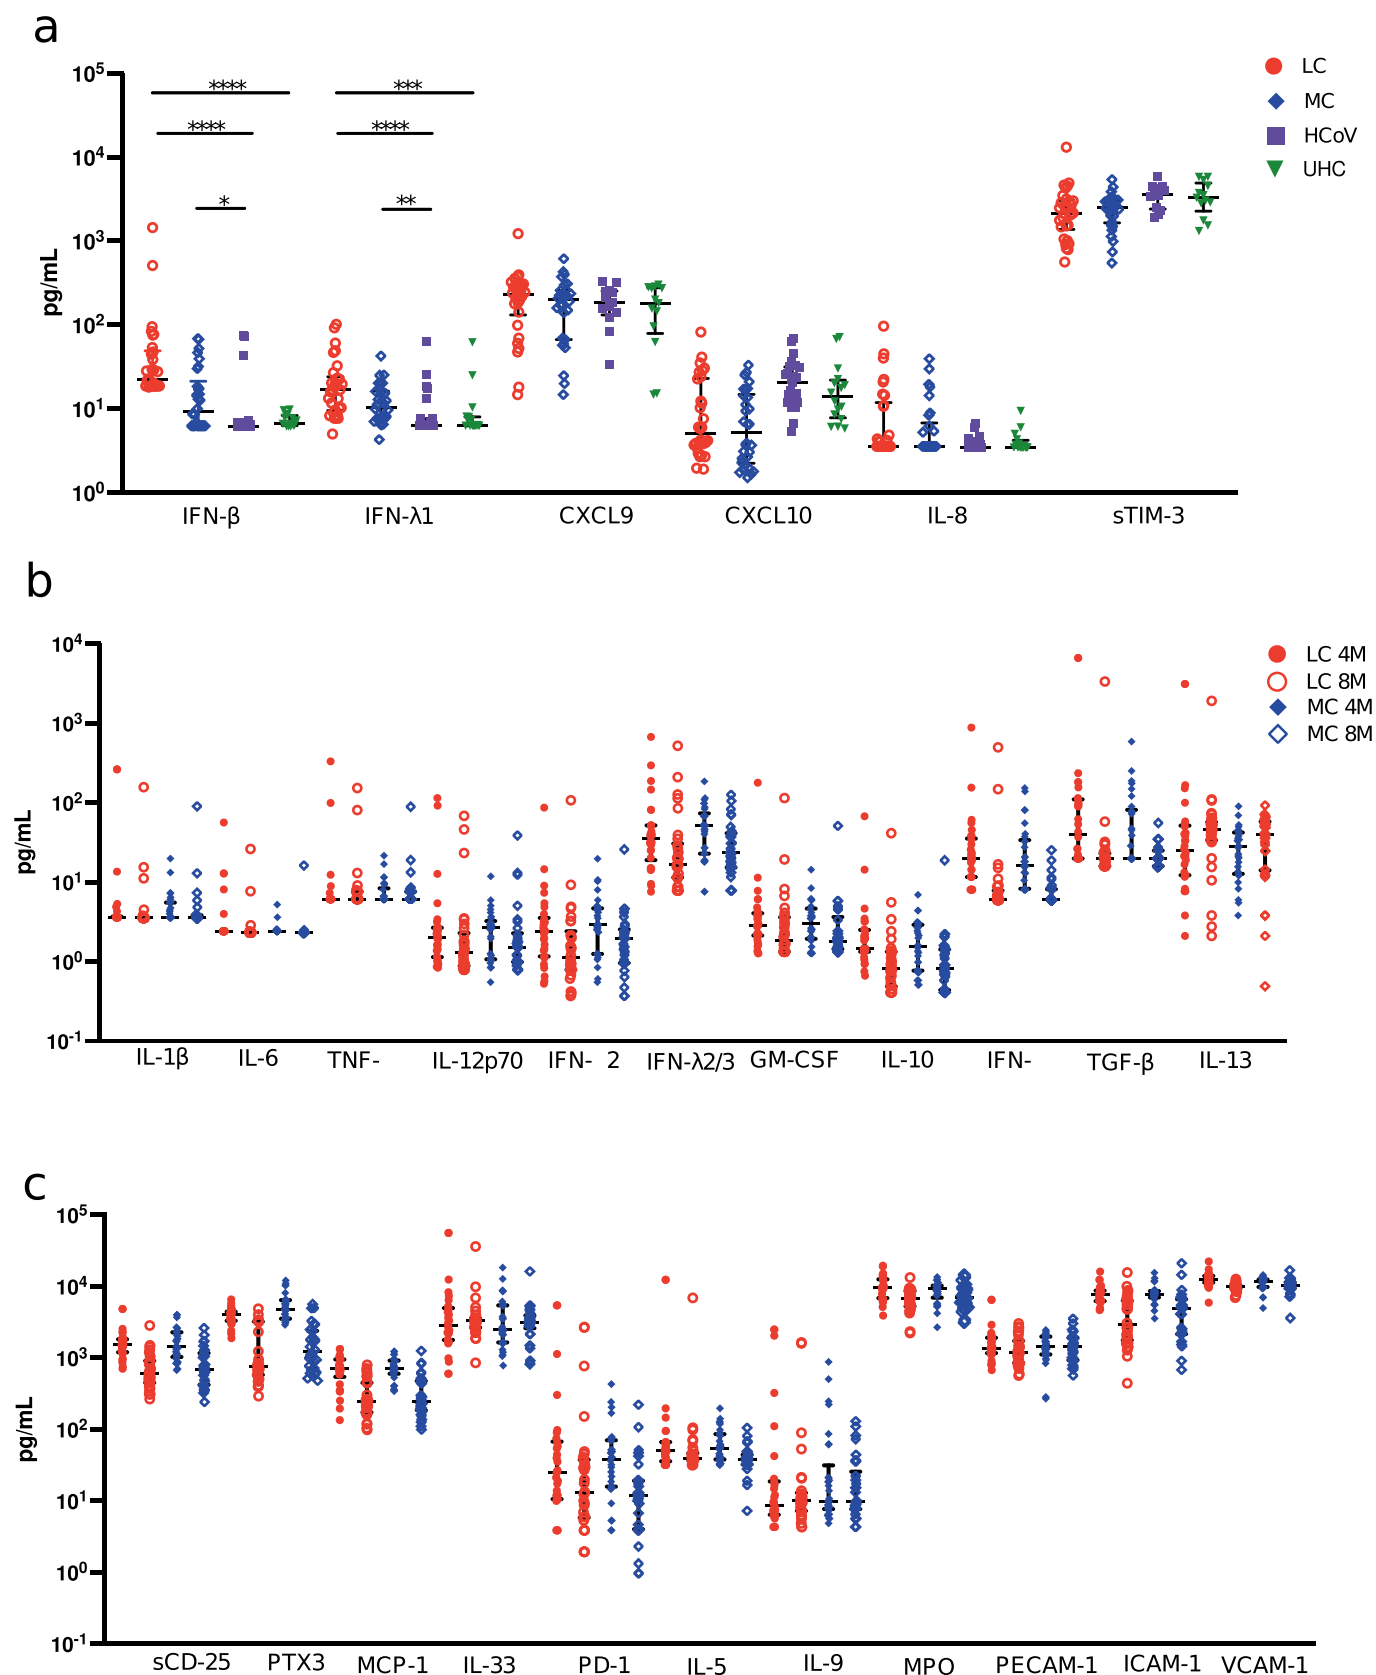 a
10⁵
10⁴
10³
10²
10¹
10⁰
pg/mL
**** ***
**** ****
* **
LC
MC
HCoV
UHC
IFN-β IFN-λ1 CXCL9 CXCL10 IL-8 sTIM-3
b
10⁴
10³
10²
10¹
10⁰
10⁻¹
pg/mL
LC 4M
LC 8M
MC 4M
MC 8M
IL-1β IL-6 TNF- IL-12p70 IFN- 2 IFN-λ2/3 GM-CSF IL-10 IFN- TGF-β IL-13
c
10⁵
10⁴
10³
10²
10¹
10⁰
10⁻¹
pg/mL
sCD-25 PTX3 MCP-1 IL-33 PD-1 IL-5 IL-9 MPO PECAM-1 ICAM-1 VCAM-1